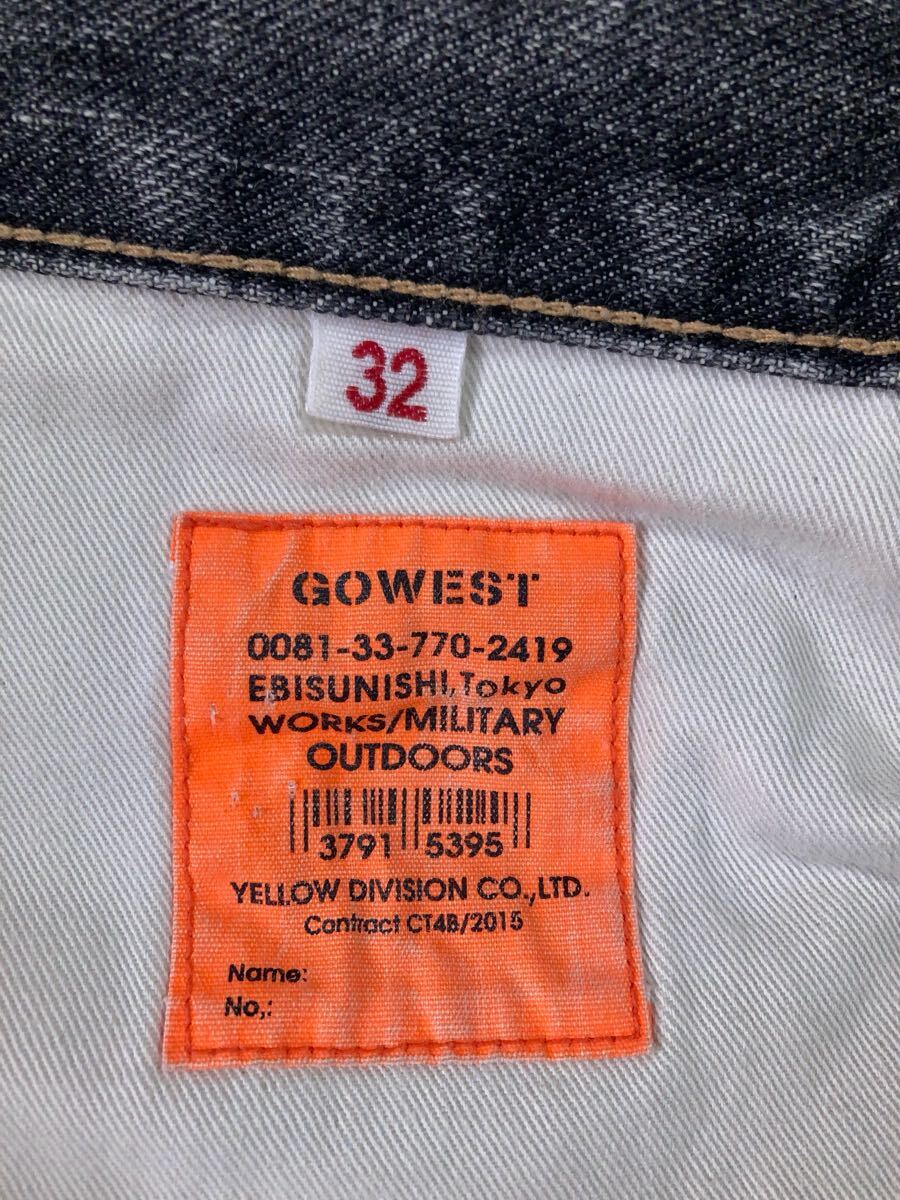 32
GOWEST
0081-33-770-2419
EBISUNISHI,Tokyo
WORKS/MILITARY
OUTDOORS
3791 5395
YELLOW DIVISION CO.,LTD.
Contract CT4B/2015
Name:
No,: